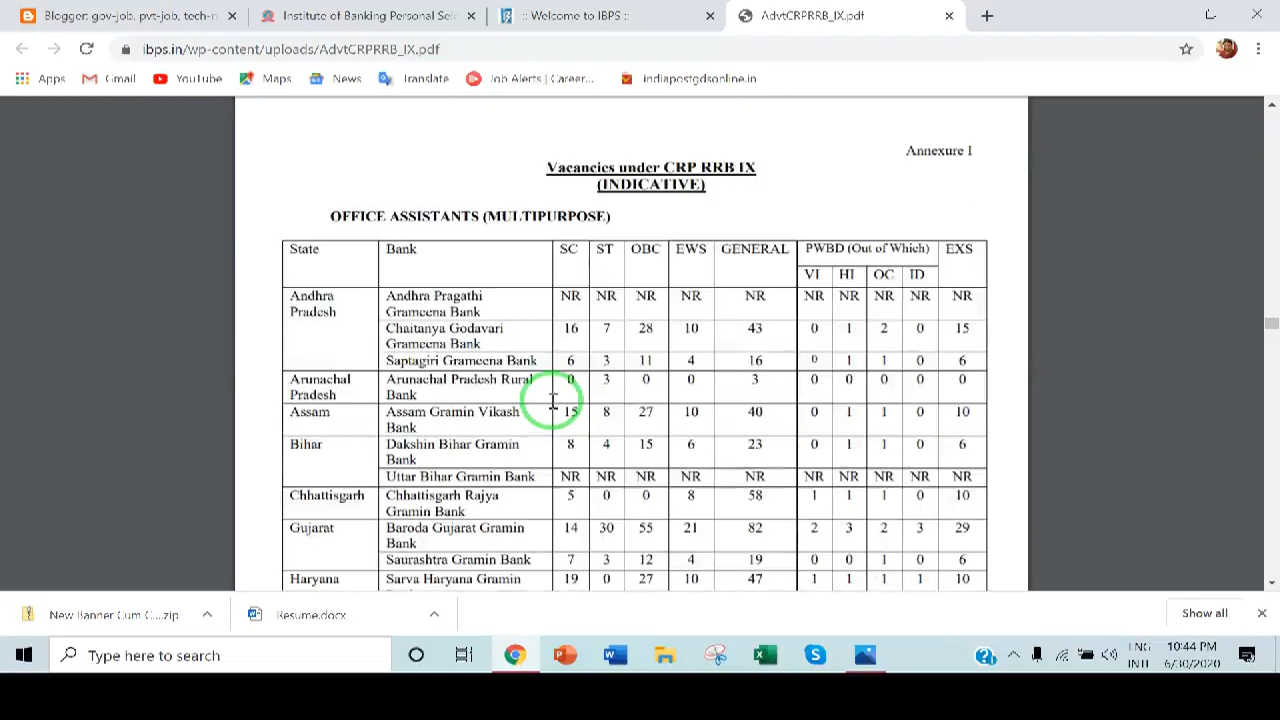 Blogger: gov-job, pvt-job, tech-n
Institute of Banking Personal Sel
:: Welcome to IBPS ::
AdvtCRPRRB_IX.pdf
ibps.in/wp-content/uploads/AdvtCRPRRB_IX.pdf
Apps Gmail YouTube Maps News Translate Job Alerts | Career... indiapostgdsonline.in
Annexure I
Vacancies under CRP RRB IX
(INDICATIVE)
OFFICE ASSISTANTS (MULTIPURPOSE)
State Bank SC ST OBC EWS GENERAL PWBD (Out of Which) EXS
VI HI OC ID
Andhra Andhra Pragathi NR NR NR NR NR NR NR NR NR NR
Pradesh Grameena Bank
Chaitanya Godavari 16 7 28 10 43 0 1 2 0 15
Grameena Bank
Saptagiri Grameena Bank 6 3 11 4 16 0 1 1 0 6
Arunachal Arunachal Pradesh Rural 0 3 0 0 3 0 0 0 0 0
Pradesh Bank
Assam Assam Gramin Vikash 15 8 27 10 40 0 1 1 0 10
Bank
Bihar Dakshin Bihar Gramin 8 4 15 6 23 0 1 1 0 6
Bank
Uttar Bihar Gramin Bank NR NR NR NR NR NR NR NR NR NR
Chhattisgarh Chhattisgarh Rajya 5 0 0 8 58 1 1 1 0 10
Gramin Bank
Gujarat Baroda Gujarat Gramin 14 30 55 21 82 2 3 2 3 29
Bank
Saurashtra Gramin Bank 7 3 12 4 19 0 0 1 0 6
Haryana Sarva Haryana Gramin 19 0 27 10 47 1 1 1 1 10
New Banner Cum C....zip Resume.docx Show all
Type here to search
ENG 10:44 PM
INTL 6/30/2020